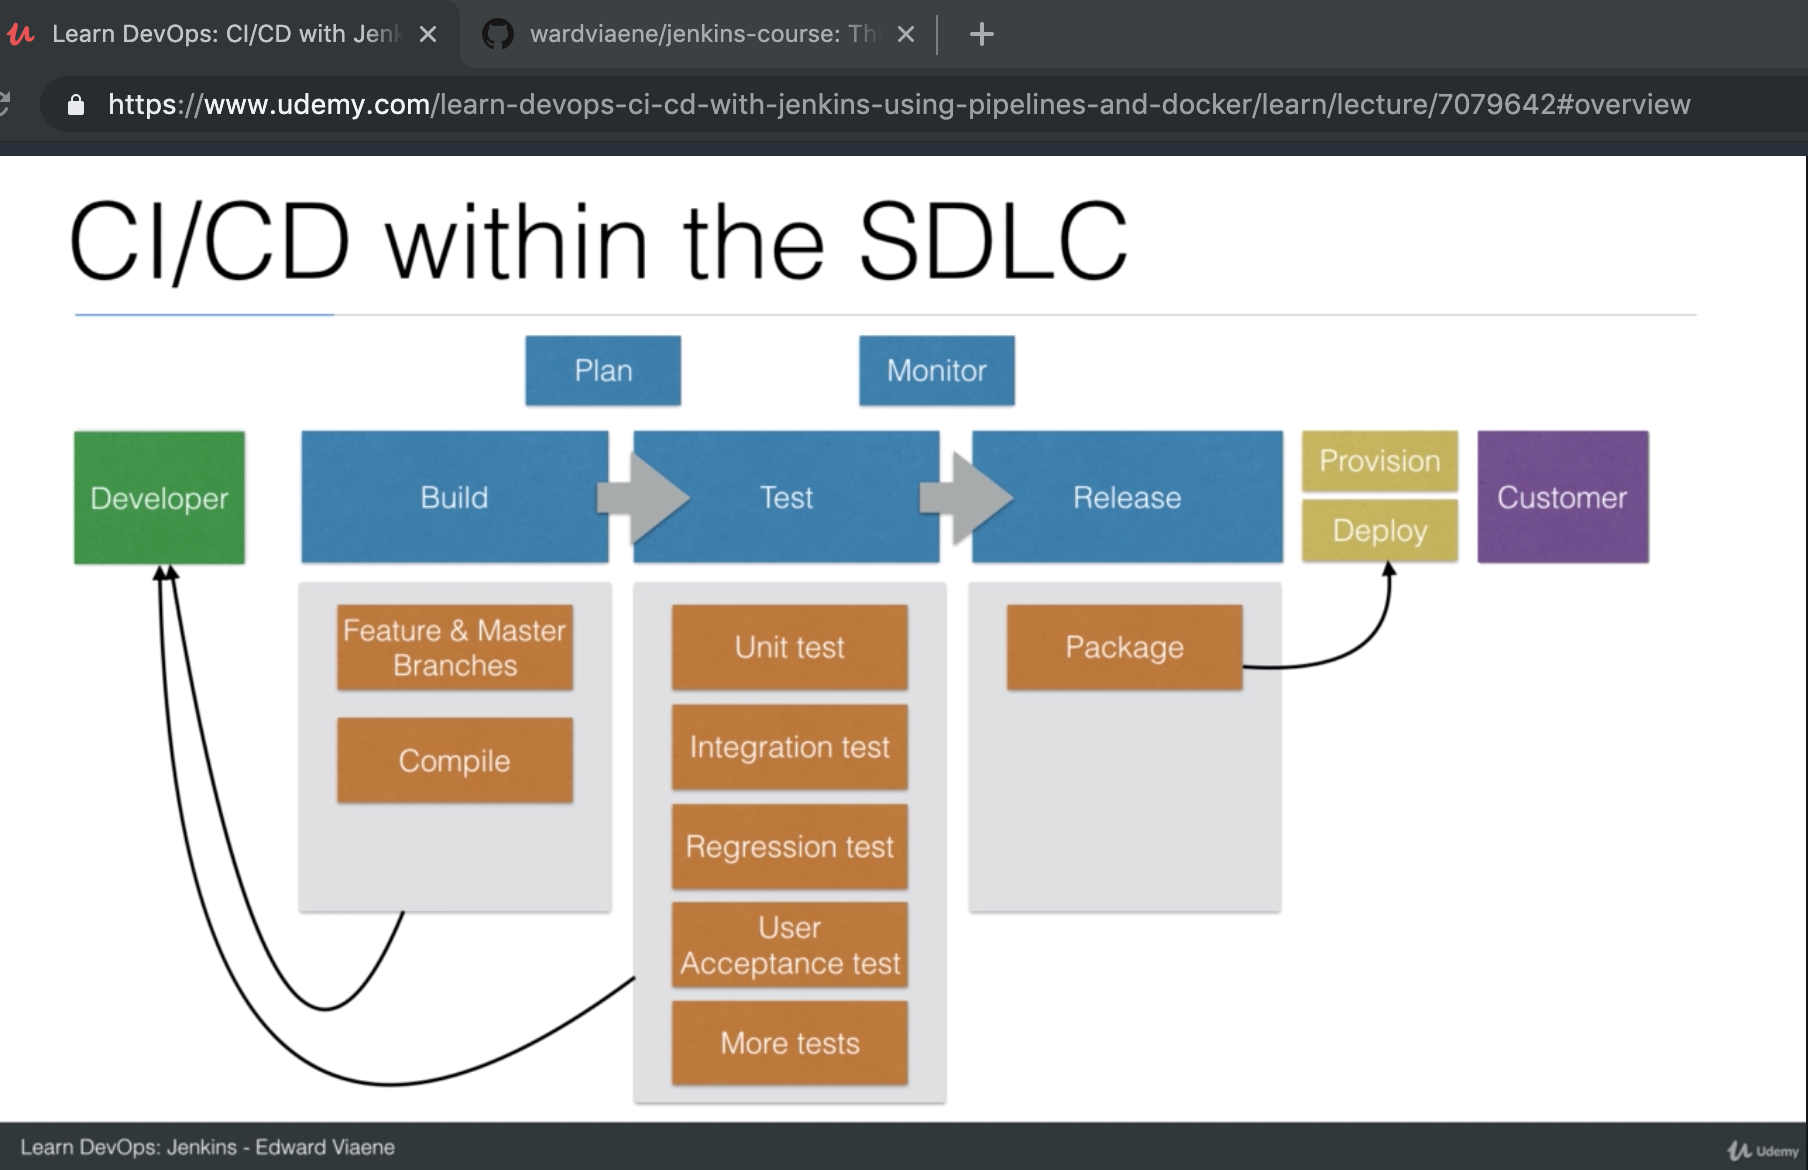 Learn DevOps: CI/CD with Jenk
wardviaene/jenkins-course: Thi
https://www.udemy.com/learn-devops-ci-cd-with-jenkins-using-pipelines-and-docker/learn/lecture/7079642#overview
CI/CD within the SDLC
Plan
Monitor
Developer
Build
Test
Release
Provision
Deploy
Customer
Feature & Master
Branches
Compile
Unit test
Integration test
Regression test
User
Acceptance test
More tests
Package
Learn DevOps: Jenkins - Edward Viaene
Udemy